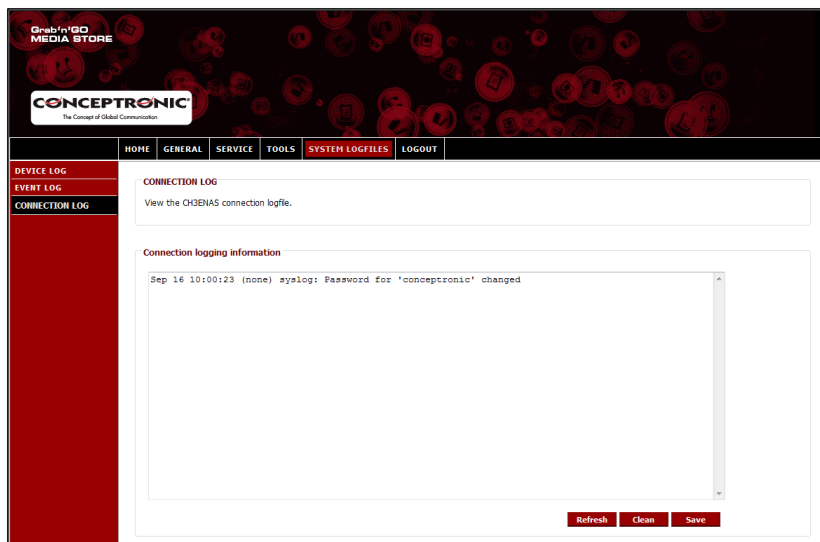 Grab'n'GO
MEDIA STORE
CONCEPTRONIC
The Concept of Global Communication
HOME GENERAL SERVICE TOOLS SYSTEM LOGFILES LOGOUT
DEVICE LOG
EVENT LOG
CONNECTION LOG
CONNECTION LOG
View the CH3ENAS connection logfile.
Connection logging information
Sep 16 10:00:23 (none) syslog: Password for 'conceptronic' changed
Refresh Clean Save